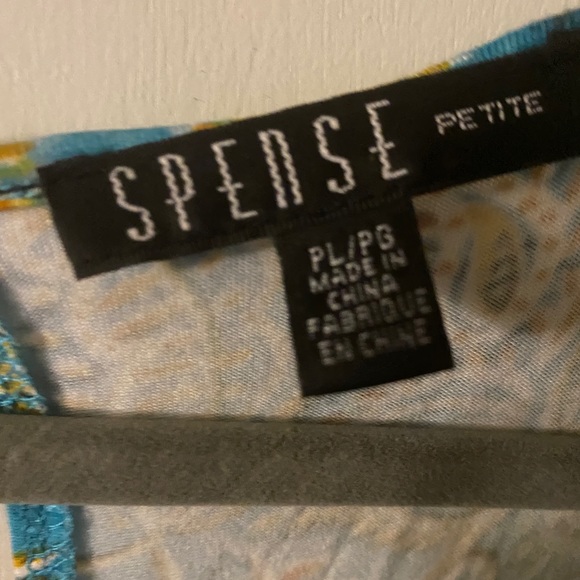 SPENSE PETITE
PL/PG
MADE IN
CHINA
FABRIQUE
EN CHINE